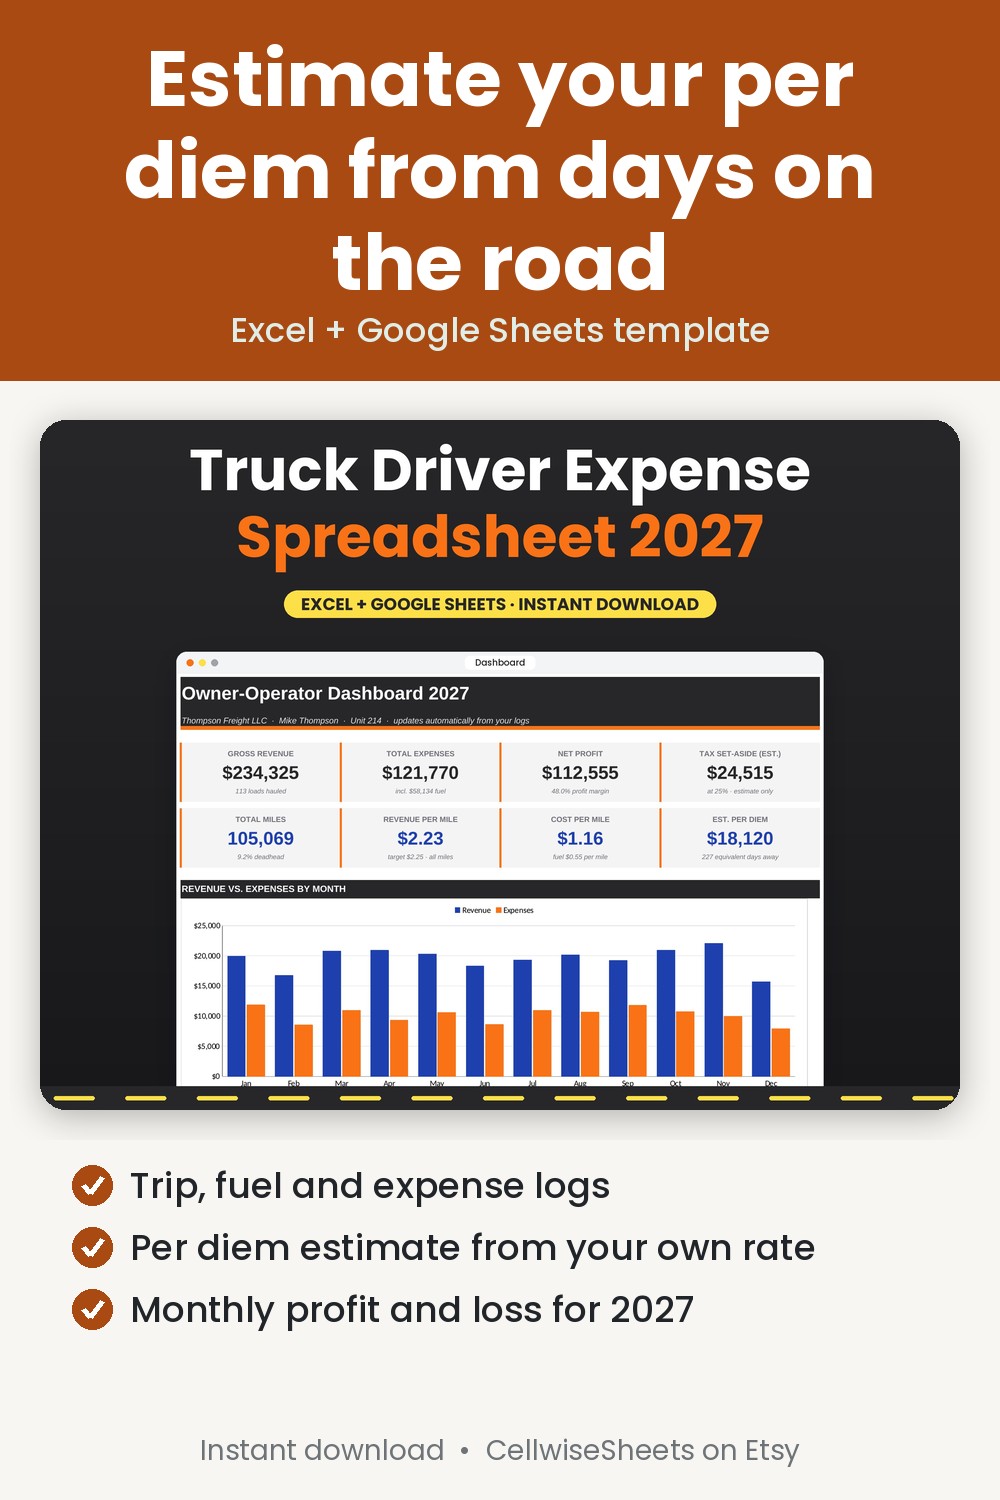 Estimate your per
diem from days on
the road
Excel + Google Sheets template
Truck Driver Expense
Spreadsheet 2027
EXCEL + GOOGLE SHEETS · INSTANT DOWNLOAD
Dashboard
Owner-Operator Dashboard 2027
Thompson Freight LLC · Mike Thompson · Unit 214 · updates automatically from your logs
GROSS REVENUE TOTAL EXPENSES NET PROFIT TAX SET-ASIDE (EST.)
$234,325 $121,770 $112,555 $24,515
113 loads hauled incl. $58,134 fuel 48.0% profit margin at 25% · estimate only
TOTAL MILES REVENUE PER MILE COST PER MILE EST. PER DIEM
105,069 $2.23 $1.16 $18,120
9.2% deadhead target $2.25 · all miles fuel $0.55 per mile 227 equivalent days away
REVENUE VS. EXPENSES BY MONTH
Revenue Expenses
$25,000
$20,000
$15,000
$10,000
$5,000
$0
Jan Feb Mar Apr May Jun Jul Aug Sep Oct Nov Dec
Trip, fuel and expense logs
Per diem estimate from your own rate
Monthly profit and loss for 2027
Instant download • CellwiseSheets on Etsy